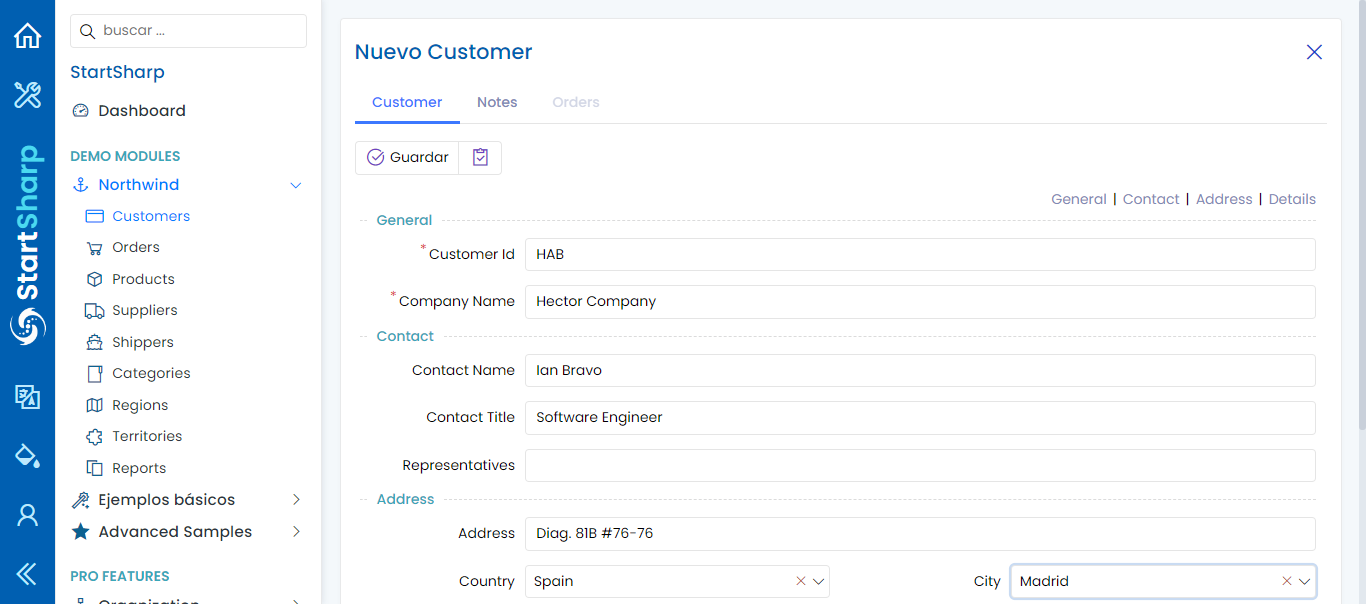 buscar ...
StartSharp
Dashboard
DEMO MODULES
Northwind
Customers
Orders
Products
Suppliers
Shippers
Categories
Regions
Territories
Reports
Ejemplos básicos
Advanced Samples
PRO FEATURES
Organization
StartSharp
Nuevo Customer
Customer Notes Orders
Guardar
General | Contact | Address | Details
General
* Customer Id HAB
* Company Name Hector Company
Contact
Contact Name Ian Bravo
Contact Title Software Engineer
Representatives
Address
Address Diag. 81B #76-76
Country Spain City Madrid